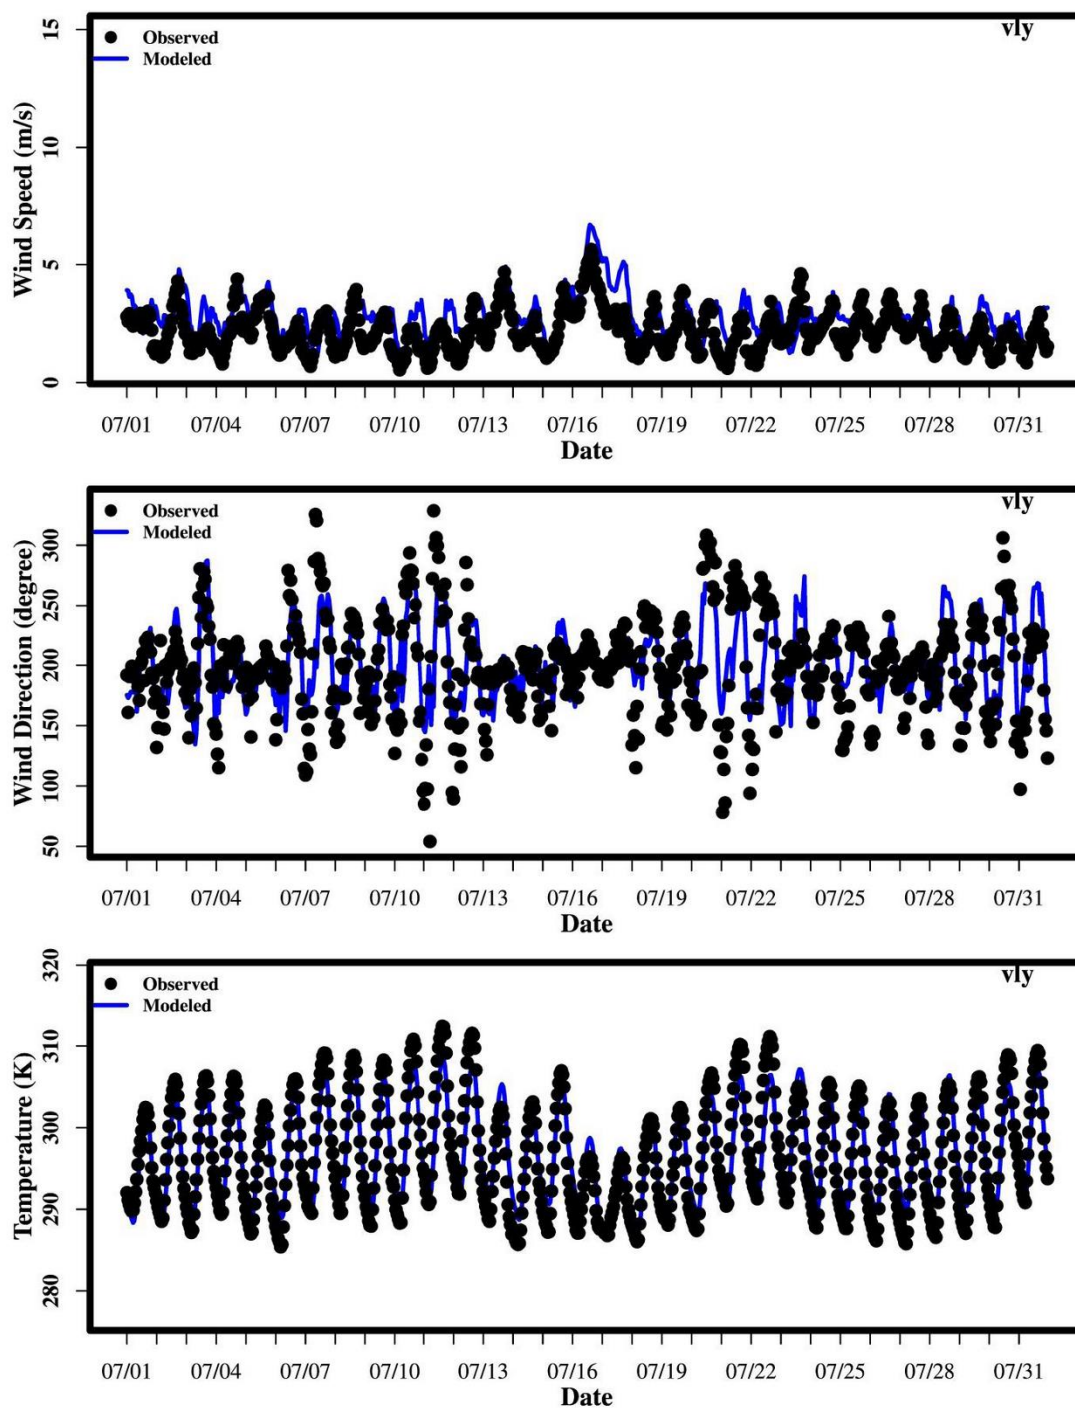 vly
Observed
Modeled
Wind Speed (m/s)
15
10
5
0
07/01 07/04 07/07 07/10 07/13 07/16 07/19 07/22 07/25 07/28 07/31
Date
vly
Observed
Modeled
Wind Direction (degree)
300
250
200
150
100
50
07/01 07/04 07/07 07/10 07/13 07/16 07/19 07/22 07/25 07/28 07/31
Date
vly
Observed
Modeled
Temperature (K)
320
310
300
290
280
07/01 07/04 07/07 07/10 07/13 07/16 07/19 07/22 07/25 07/28 07/31
Date